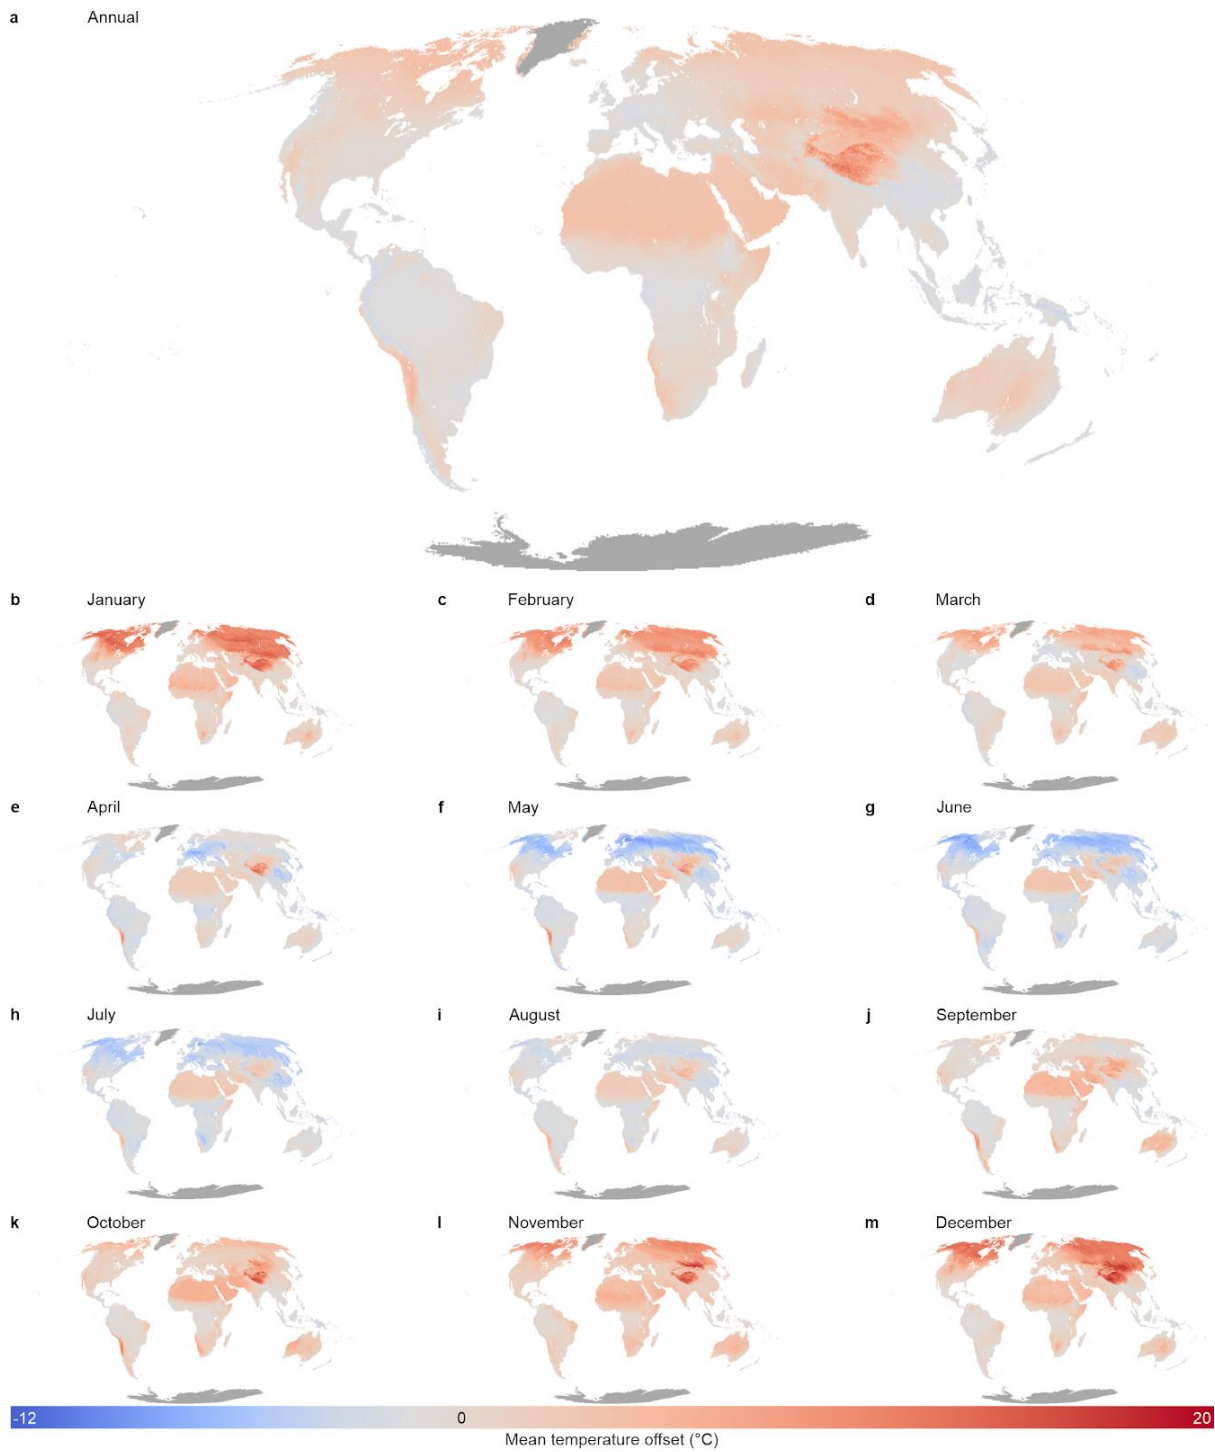 a Annual
b January
c February
d March
e April
f May
g June
h July
i August
j September
k October
l November
m December
-12 0 20
Mean temperature offset (°C)